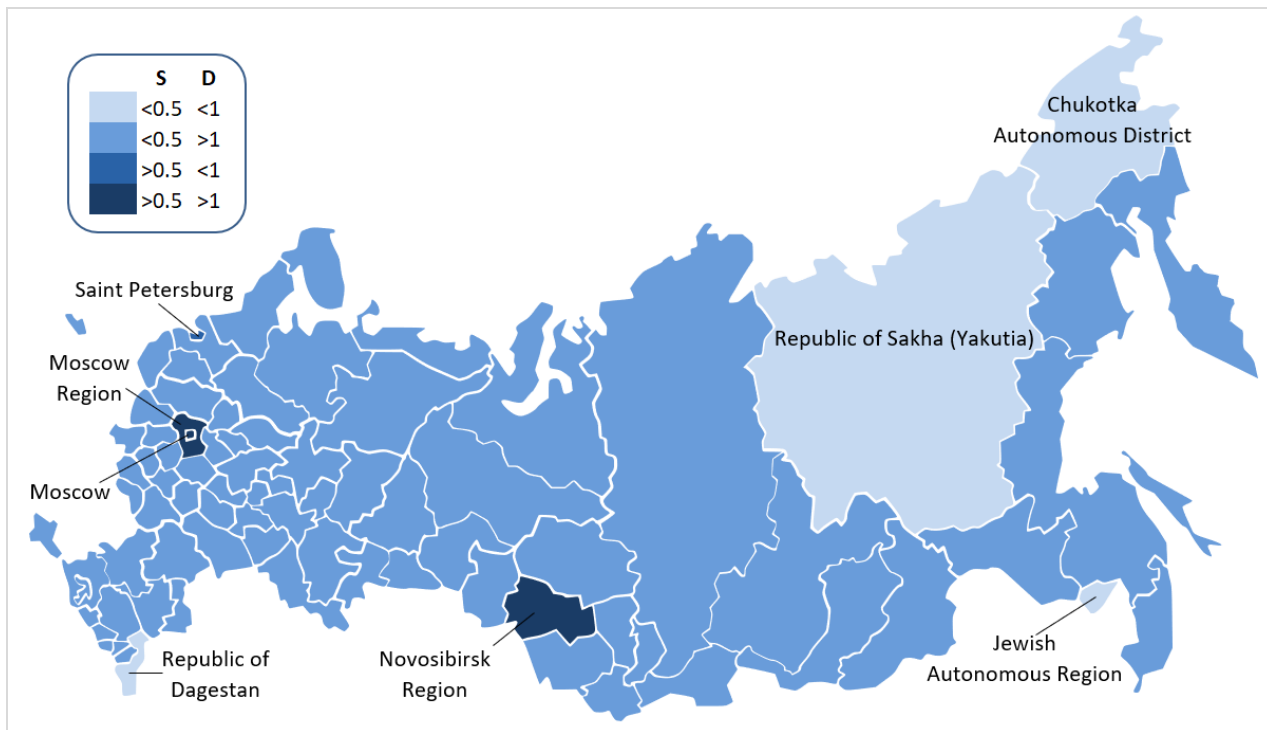 S D
<0.5 <1
<0.5 >1
>0.5 <1
>0.5 >1
Chukotka
Autonomous District
Saint Petersburg
Republic of Sakha (Yakutia)
Moscow
Region
Moscow
Republic of
Dagestan
Novosibirsk
Region
Jewish
Autonomous Region